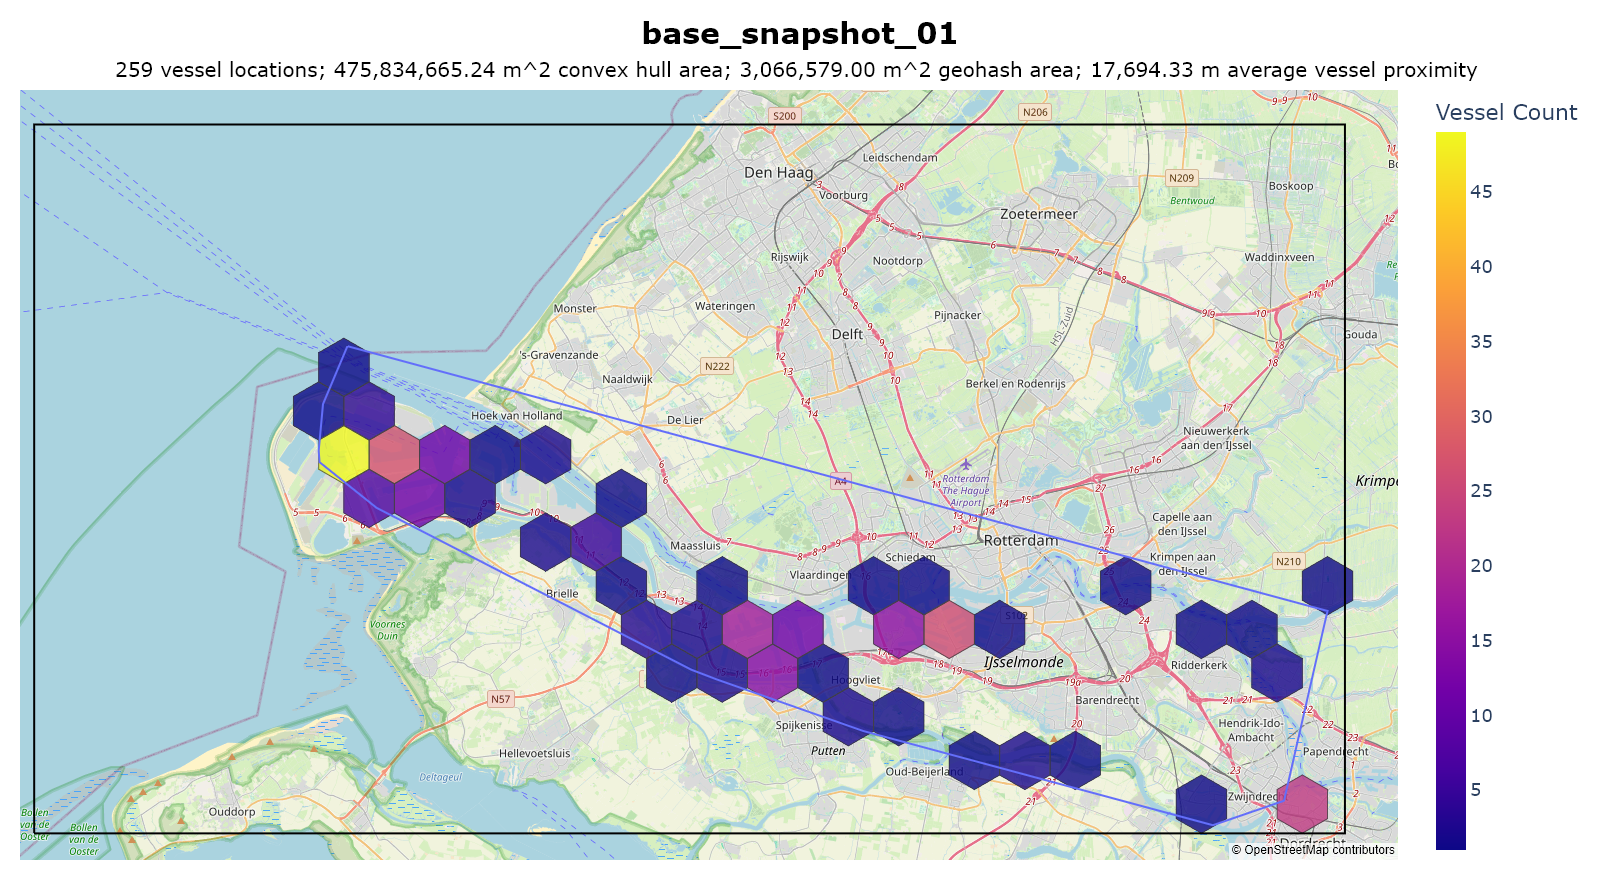 base_snapshot_01
259 vessel locations; 475,834,665.24 m^2 convex hull area; 3,066,579.00 m^2 geohash area; 17,694.33 m average vessel proximity
Vessel Count
45
40
35
30
25
20
15
10
5
S200
N206
Den Haag
Leidschendam
Voorburg
N209
Boskoop
Bentwoud
Zoetermeer
Rijswijk
Nootdorp
Waddinxveen
Monster
Wateringen
Pijnacker
Delft
HSL-Zuid
Gouda
's-Gravenzande
N222
Naaldwijk
Berkel en Rodenrijs
Hoek van Holland
De Lier
Nieuwerkerk
aan den IJssel
A4
Rotterdam
The Hague
Airport
Krimpe
Capelle aan
den IJssel
Maassluis
Schiedam
Rotterdam
Krimpen aan
den IJssel
N210
Vlaardingen
Brielle
S102
Voornes
Duin
IJsselmonde
Ridderkerk
Hoogvliet
N57
Barendrecht
Spijkenisse
Hendrik-Ido-
Ambacht
Putten
Papendrecht
Hellevoetsluis
Oud-Beijerland
Deltageul
Zwijndrecht
Ouddorp
Bollen
van de
Ooster
Bollen
van de
Ooster
Dordrecht
© OpenStreetMap contributors